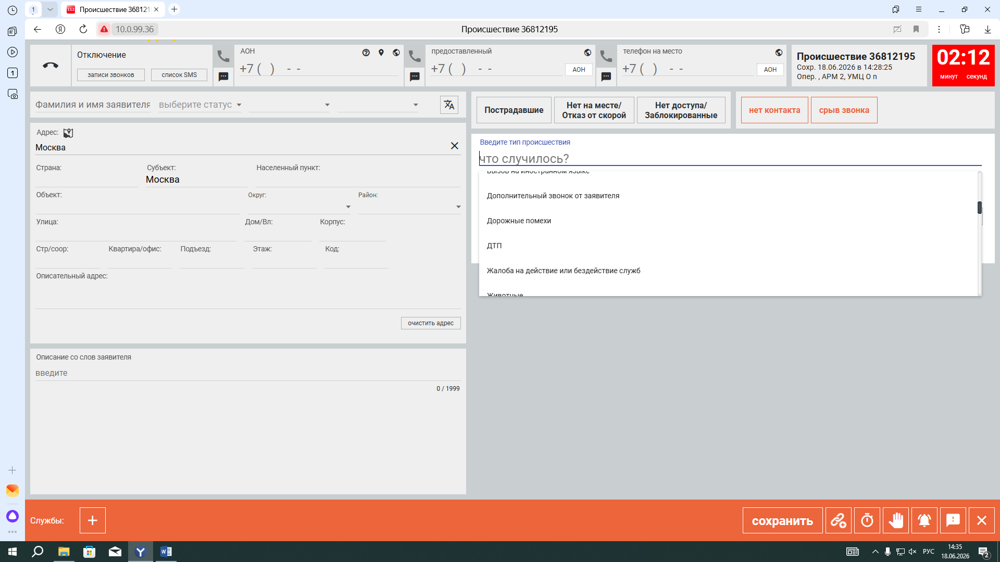 1
Происшествие 368121
10.0.99.36
Происшествие 36812195
1
Отключение
записи звонков
список SMS
АОН
+7 ( ) - -
предоставленный
+7 ( ) - -
АОН
телефон на место
+7 ( ) - -
АОН
Происшествие 36812195
Сохр. 18.06.2026 в 14:28:25
Опер. , АРМ 2, УМЦ О п
02:12
минут секунд
Фамилия и имя заявителя
выберите статус
Пострадавшие
Нет на месте/
Отказ от скорой
Нет доступа/
Заблокированные
нет контакта
срыв звонка
Адрес:
Москва
Страна:
Субъект:
Москва
Населенный пункт:
Объект:
Округ:
Район:
Улица:
Дом/Вл:
Корпус:
Стр/соор:
Квартира/офис:
Подъезд:
Этаж:
Код:
Описательный адрес:
очистить адрес
Введите тип происшествия
что случилось?
Вызов на иностранном языке
Дополнительный звонок от заявителя
Дорожные помехи
ДТП
Жалоба на действие или бездействие служб
Животные
Описание со слов заявителя
введите
0 / 1999
Службы:
сохранить
РУС
14:35
18.06.2026
2